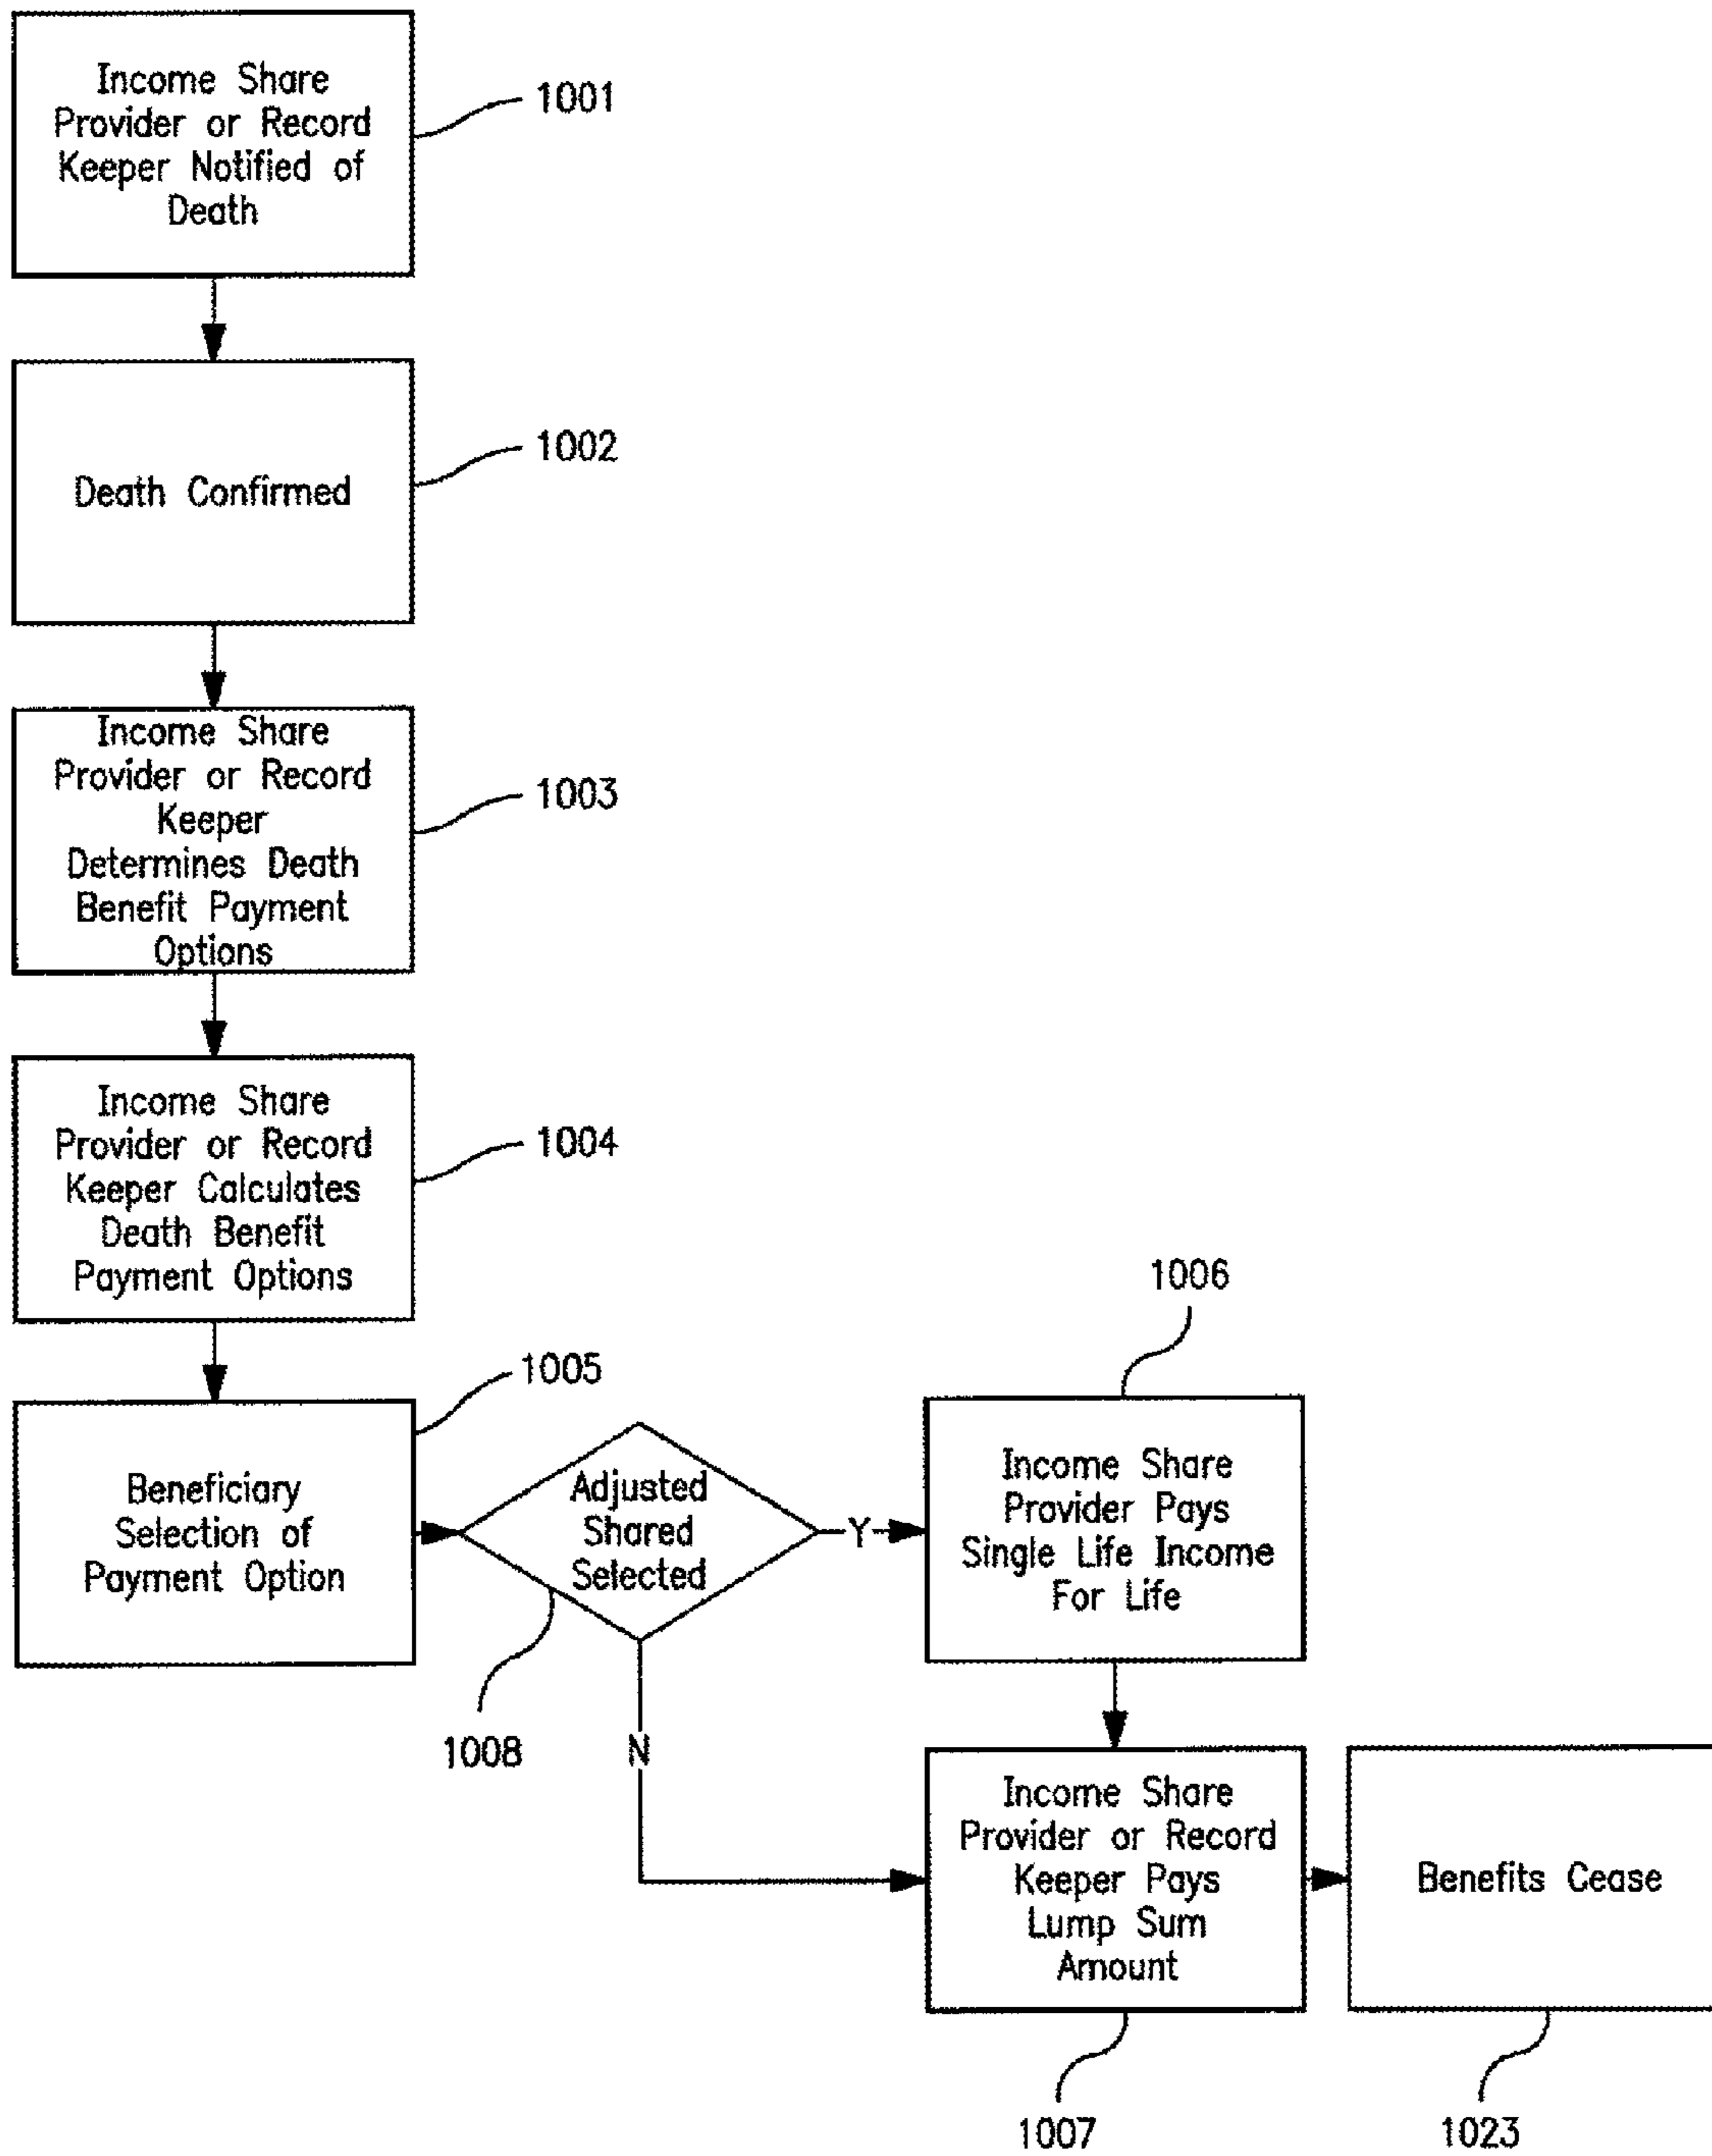 Income Share
Provider or Record
Keeper Notified of
Death
1001
Death Confirmed
1002
Income Share
Provider or Record
Keeper
Determines Death
Benefit Payment
Options
1003
Income Share
Provider or Record
Keeper Calculates
Death Benefit
Payment Options
1004
Beneficiary
Selection of
Payment Option
1005
Adjusted
Shared
Selected
1008
Y
N
1006
Income Share
Provider Pays
Single Life Income
For Life
Income Share
Provider or Record
Keeper Pays
Lump Sum
Amount
1007
Benefits Cease
1023